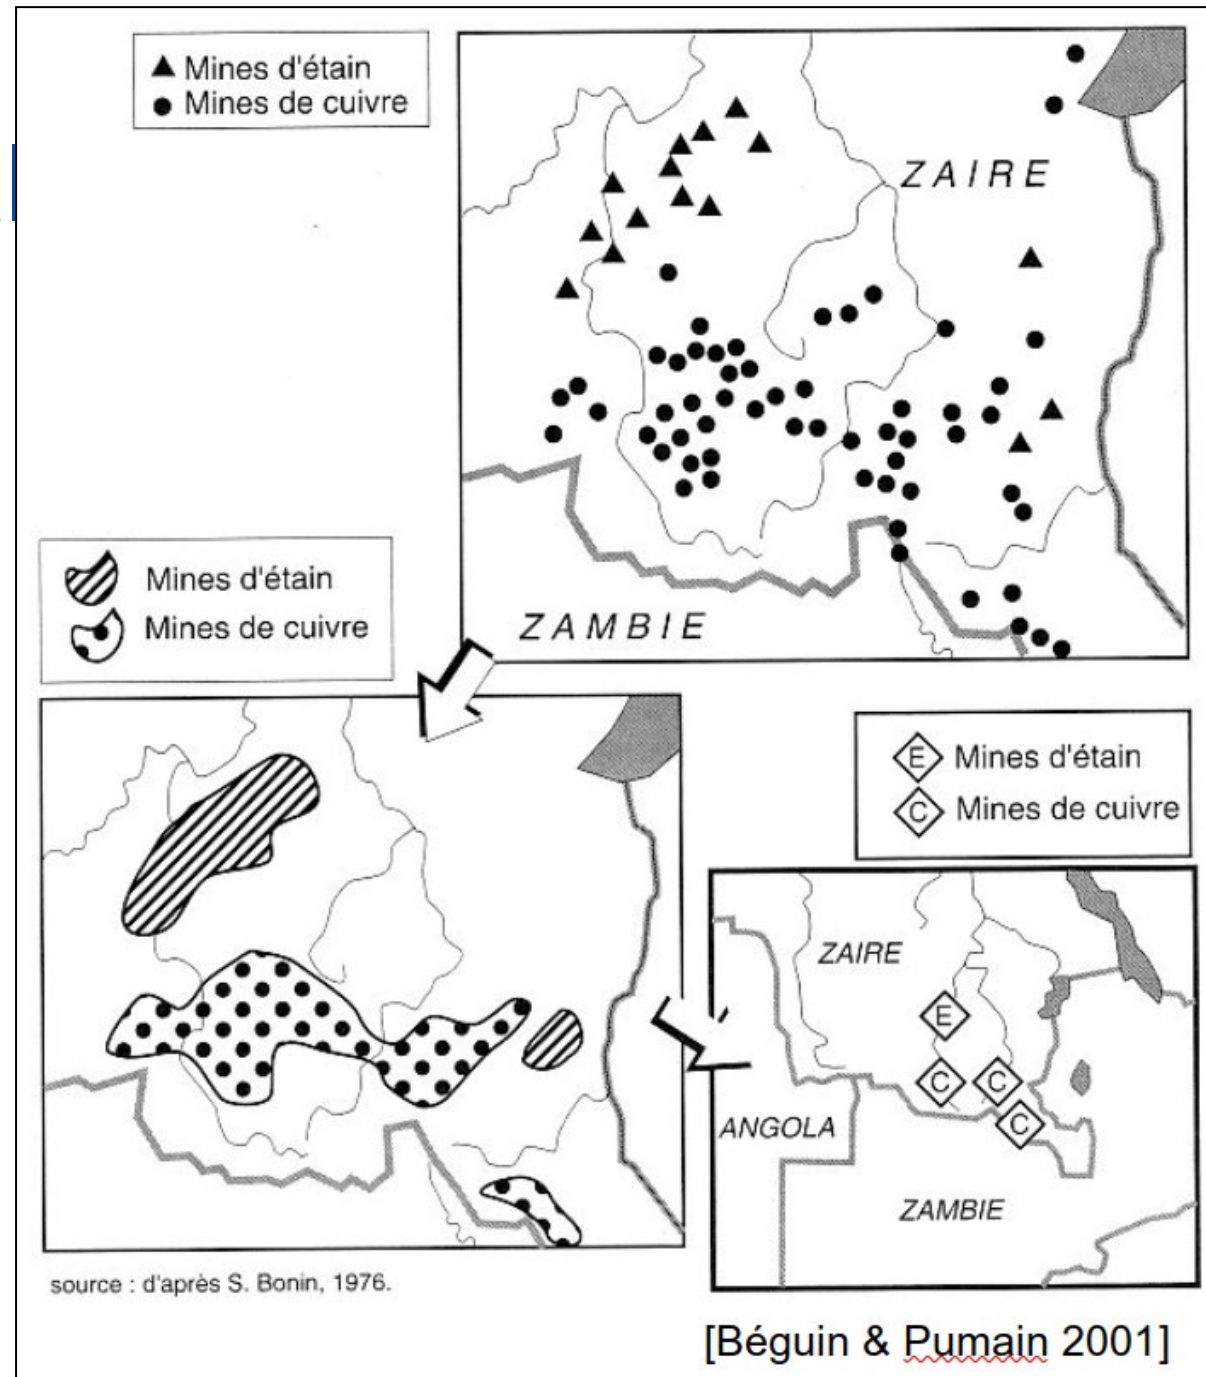 Mines d'étain
Mines de cuivre
ZAIRE
ZAMBIE
Mines d'étain
Mines de cuivre
E Mines d'étain
C Mines de cuivre
ZAIRE
E
C
C
C
ANGOLA
ZAMBIE
source : d'après S. Bonin, 1976.
[Béguin & Pumain 2001]